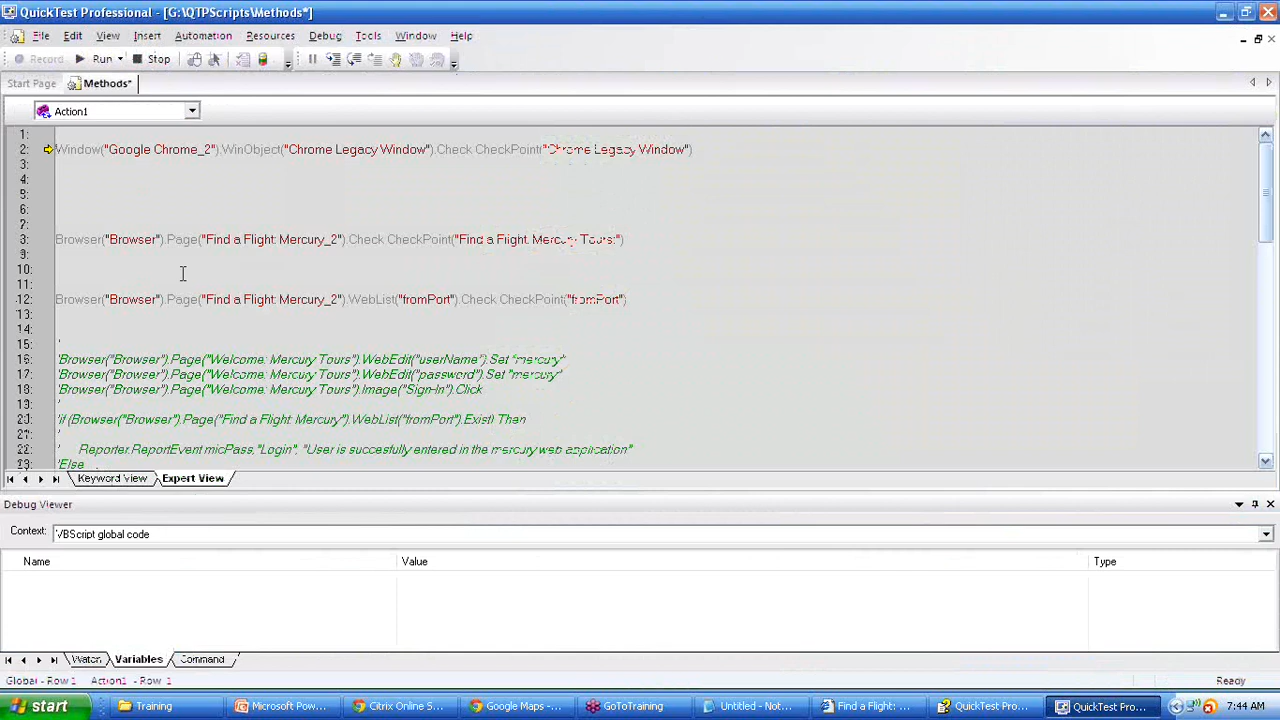 QuickTest Professional - [G:\QTPScripts\Methods*]
File Edit View Insert Automation Resources Debug Tools Window Help
Record Run Stop
Start Page Methods*
Action1
1:
2: Window("Google Chrome_2").WinObject("Chrome Legacy Window").Check CheckPoint("Chrome Legacy Window")
3:
4:
5:
6:
7:
8: Browser("Browser").Page("Find a Flight: Mercury_2").Check CheckPoint("Find a Flight: Mercury Tours:")
9:
10:
11:
12: Browser("Browser").Page("Find a Flight: Mercury_2").WebList("fromPort").Check CheckPoint("fromPort")
13:
14:
15: '
16: 'Browser("Browser").Page("Welcome: Mercury Tours").WebEdit("userName").Set "mercury"
17: 'Browser("Browser").Page("Welcome: Mercury Tours").WebEdit("password").Set "mercury"
18: 'Browser("Browser").Page("Welcome: Mercury Tours").Image("Sign-In").Click
19: '
20: 'if (Browser("Browser").Page("Find a Flight: Mercury").WebList("fromPort").Exist) Then
21: '
22: ' Reporter.ReportEvent micPass,"Login", "User is succesfully entered in the mercury web application"
23: 'Else
Keyword View Expert View
Debug Viewer
Context: VBScript global code
Name Value Type
Watch Variables Command
Global - Row 1 Action1 - Row 1 Ready
start Training Microsoft Pow... Citrix Online S... Google Maps -... GoToTraining Untitled - Not... Find a Flight: ... QuickTest Pro... QuickTest Pro... 7:44 AM